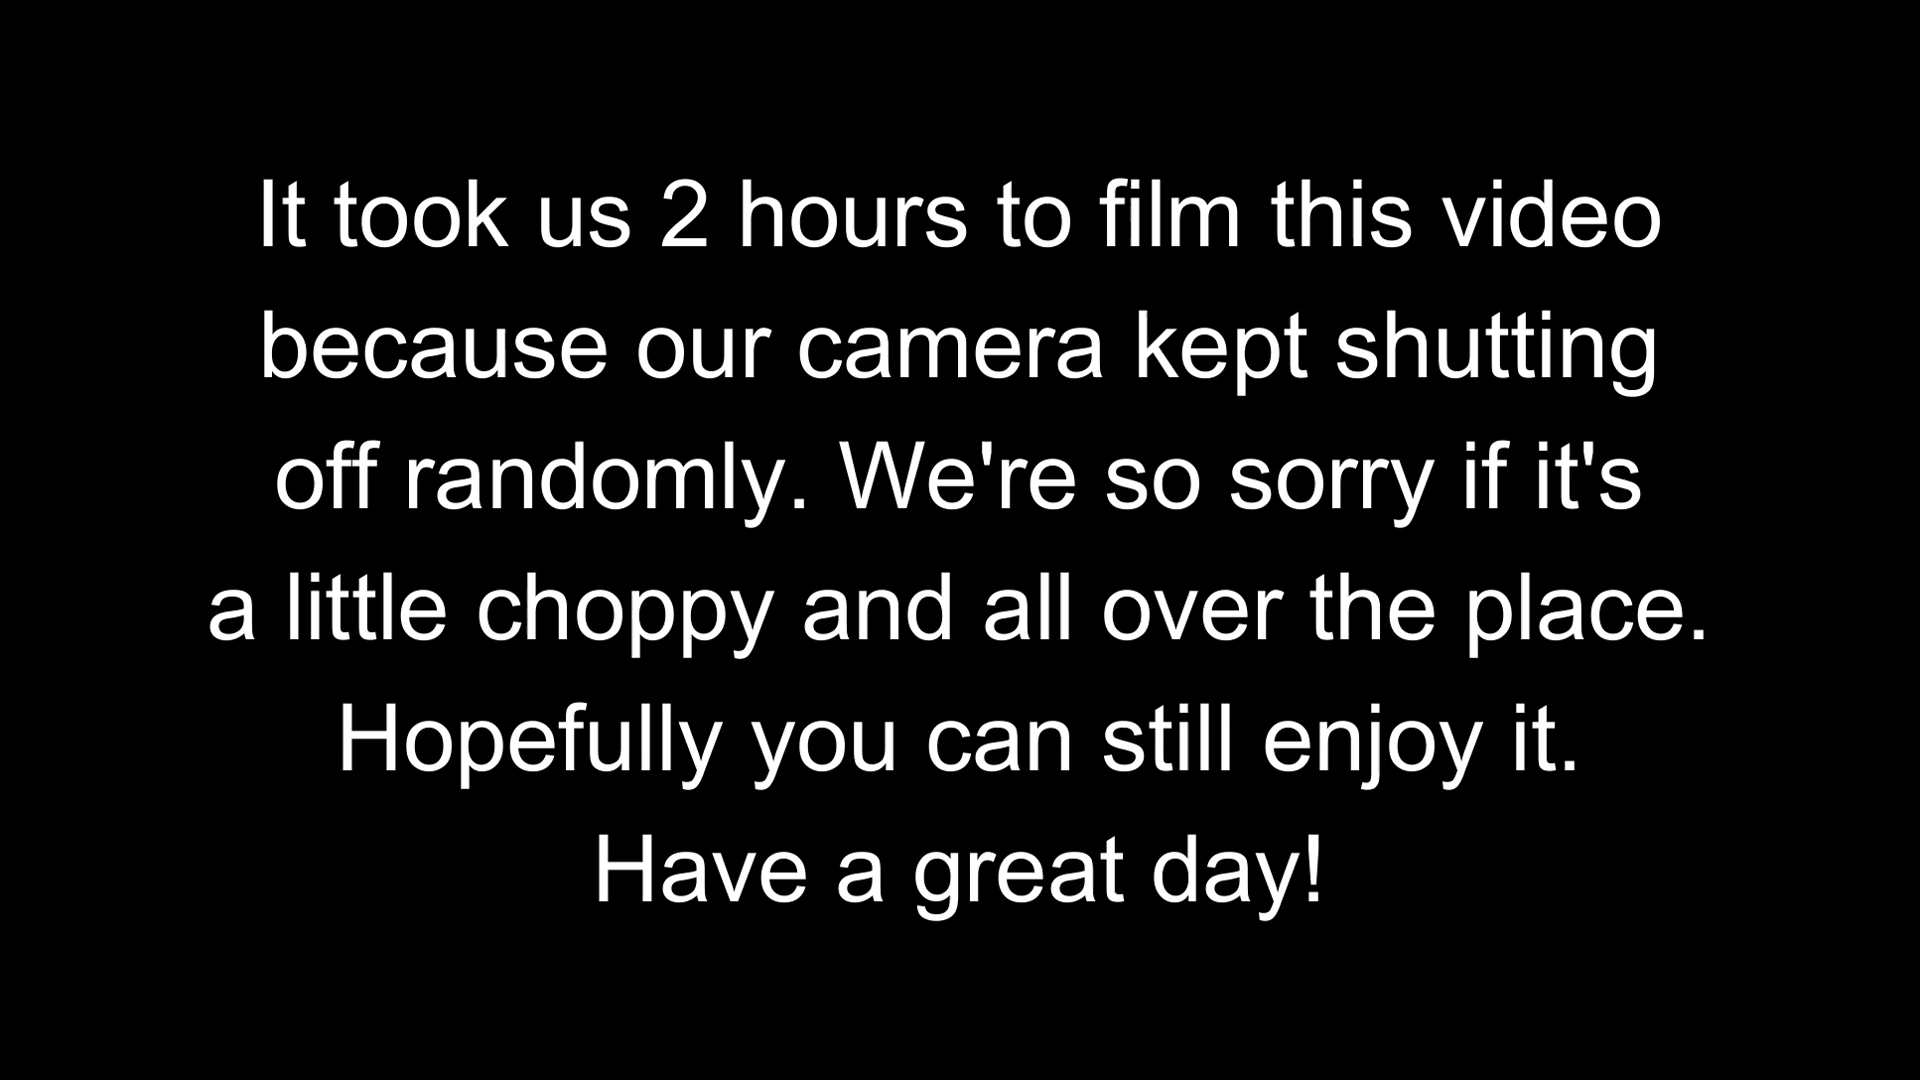 It took us 2 hours to film this video
because our camera kept shutting
off randomly. We're so sorry if it's
a little choppy and all over the place.
Hopefully you can still enjoy it.
Have a great day!